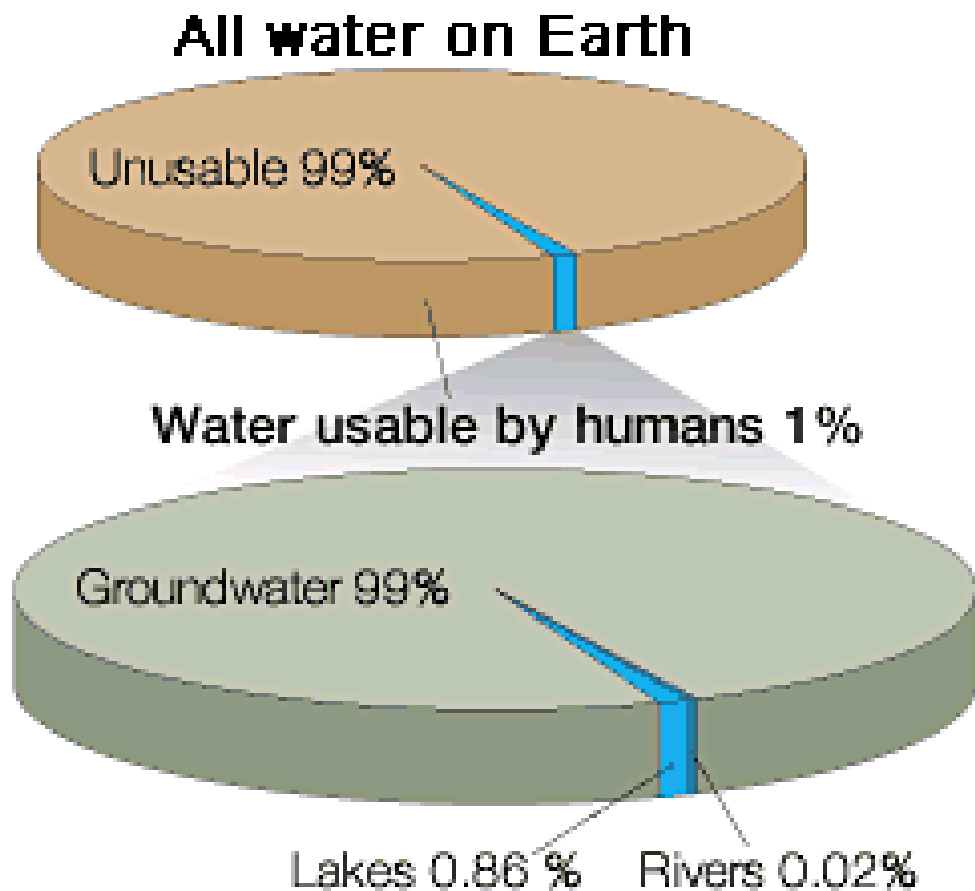 All water on Earth
Unusable 99%
Water usable by humans 1%
Groundwater 99%
Lakes 0.86 %
Rivers 0.02%